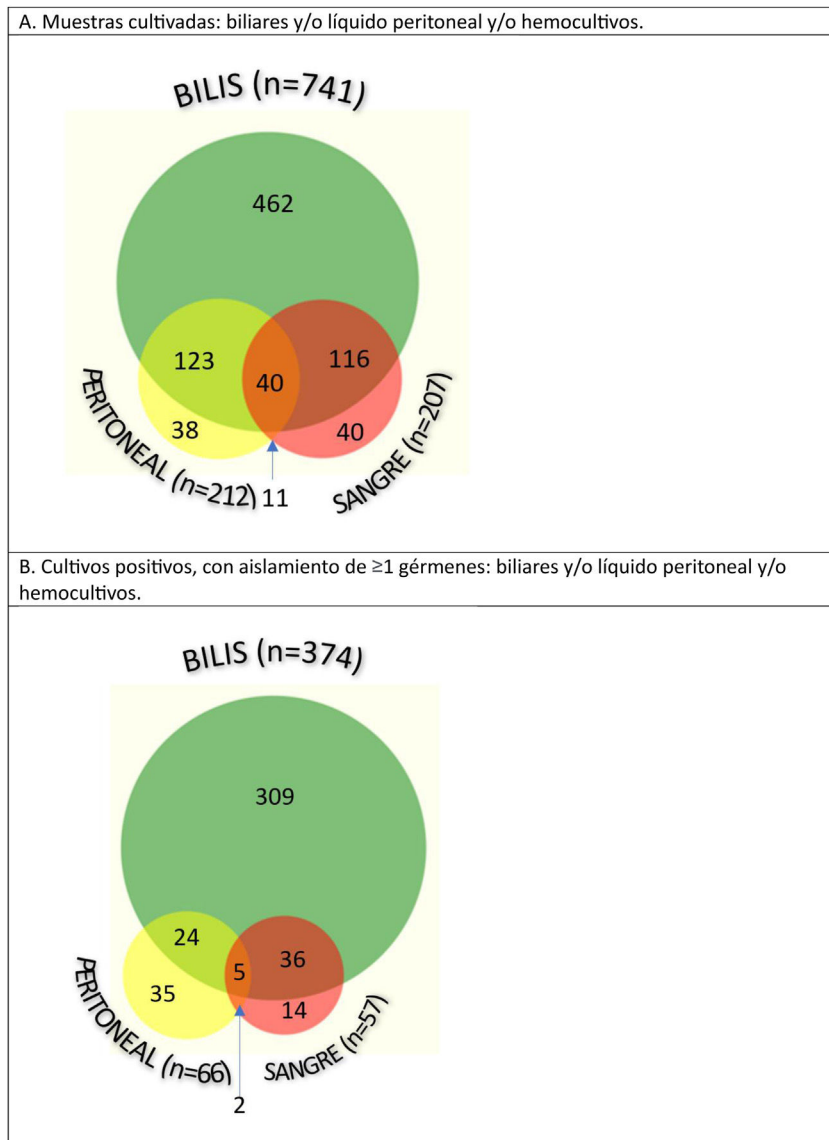 A. Muestras cultivadas: biliares y/o líquido peritoneal y/o hemocultivos.
BILIS (n=741)
462
123
40
116
38
40
PERITONEAL (n=212)
11
SANGRE (n=207)
B. Cultivos positivos, con aislamiento de ≥1 gérmenes: biliares y/o líquido peritoneal y/o
hemocultivos.
BILIS (n=374)
309
24
5
36
35
14
PERITONEAL (n=66)
SANGRE (n=57)
2